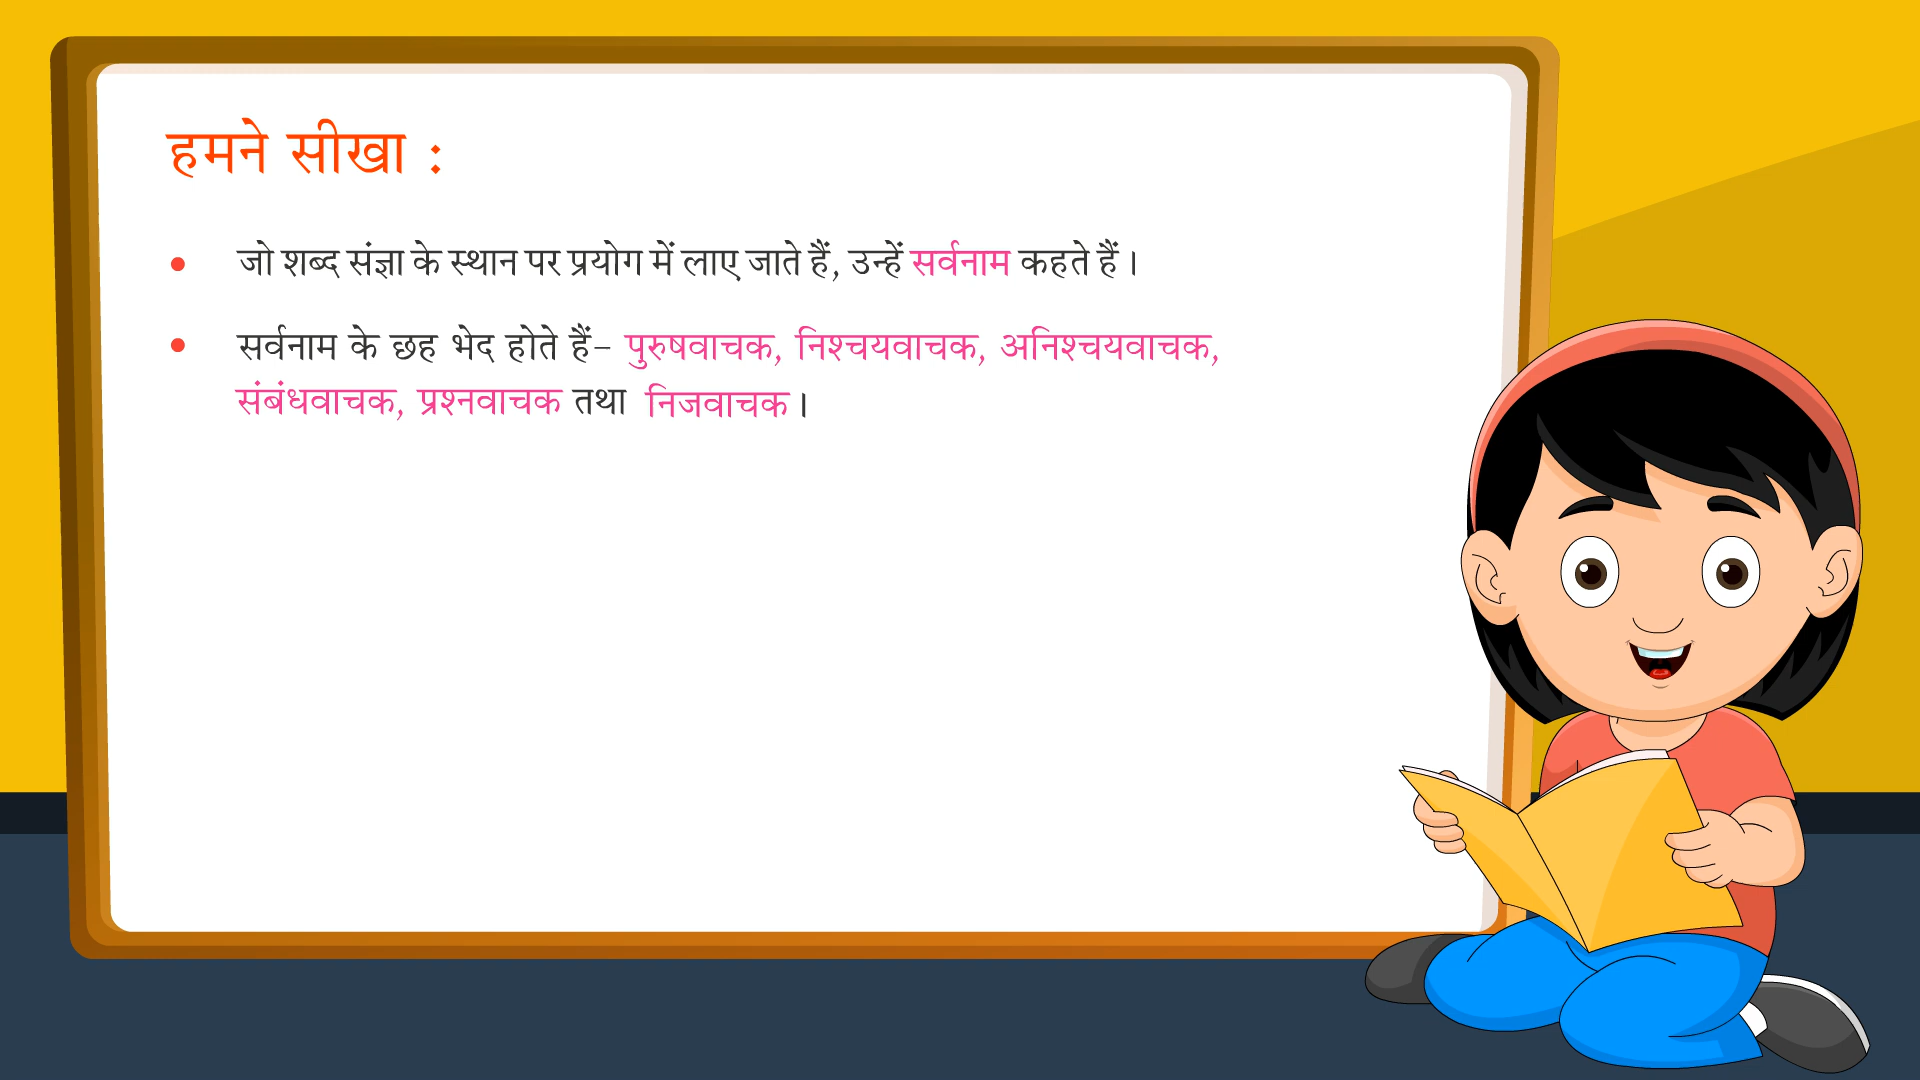 हमने सीखा :
• जो शब्द संज्ञा के स्थान पर प्रयोग में लाए जाते हैं, उन्हें सर्वनाम कहते हैं।
• सर्वनाम के छह भेद होते हैं– पुरुषवाचक, निश्चयवाचक, अनिश्चयवाचक,
संबंधवाचक, प्रश्नवाचक तथा निजवाचक।